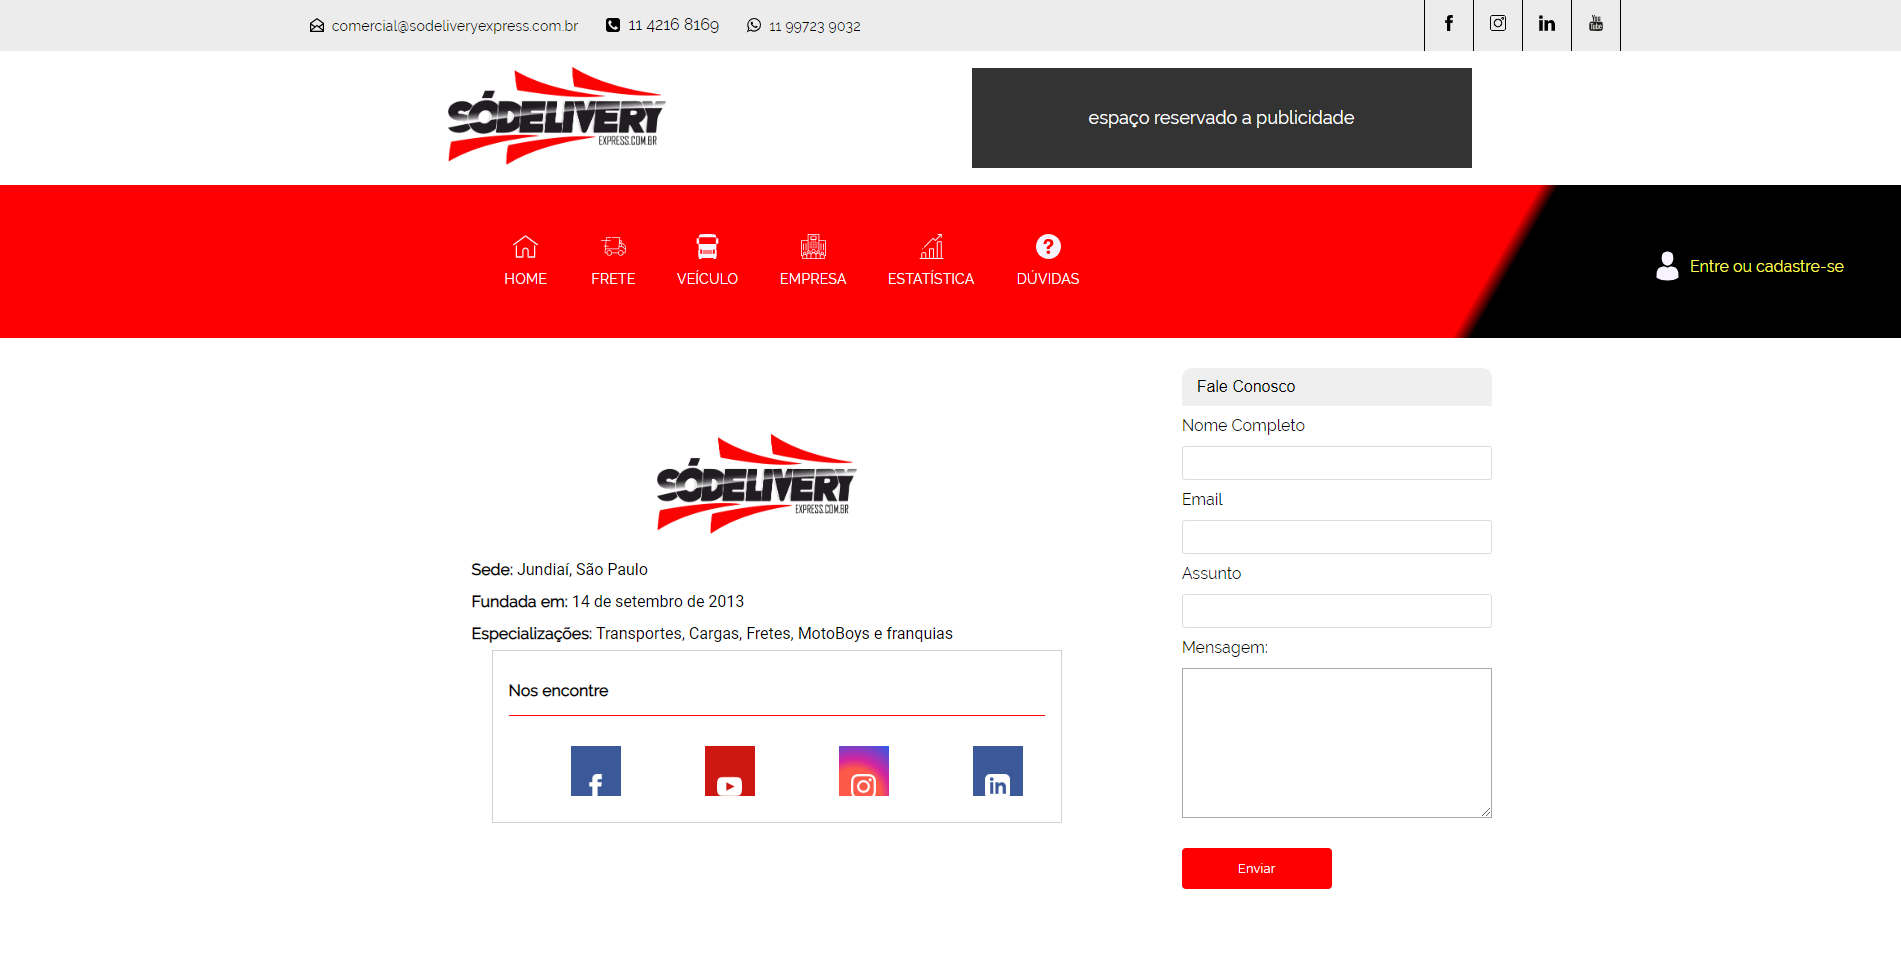 comercial@sodeliveryexpress.com.br 11 4216 8169 11 99723 9032
SÓDELIVERY
EXPRESS.COM.BR
espaço reservado a publicidade
HOME FRETE VEÍCULO EMPRESA ESTATÍSTICA DÚVIDAS
Entre ou cadastre-se
SÓDELIVERY
EXPRESS.COM.BR
Sede: Jundiaí, São Paulo
Fundada em: 14 de setembro de 2013
Especializações: Transportes, Cargas, Fretes, MotoBoys e franquias
Nos encontre
Fale Conosco
Nome Completo
Email
Assunto
Mensagem:
Enviar